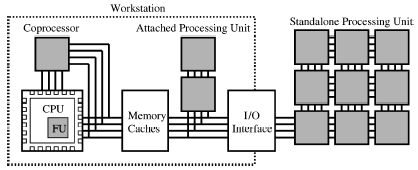 Workstation
Standalone Processing Unit
Coprocessor
Attached Processing Unit
CPU
FU
Memory
Caches
I/O
Interface